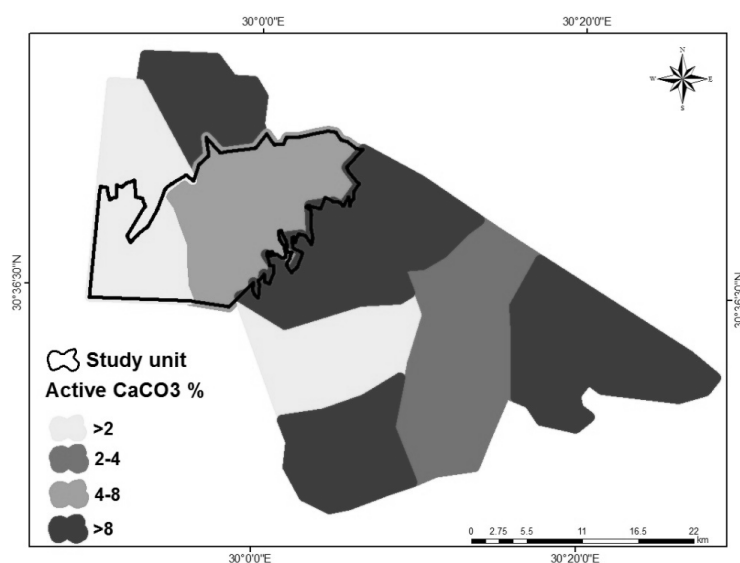 30°0'0"E
30°20'0"E
N
W
E
S
30°36'30"N
30°36'30"N
Study unit
Active CaCO3 %
>2
2-4
4-8
>8
0 2.75 5.5 11 16.5 22
km
30°0'0"E
30°20'0"E